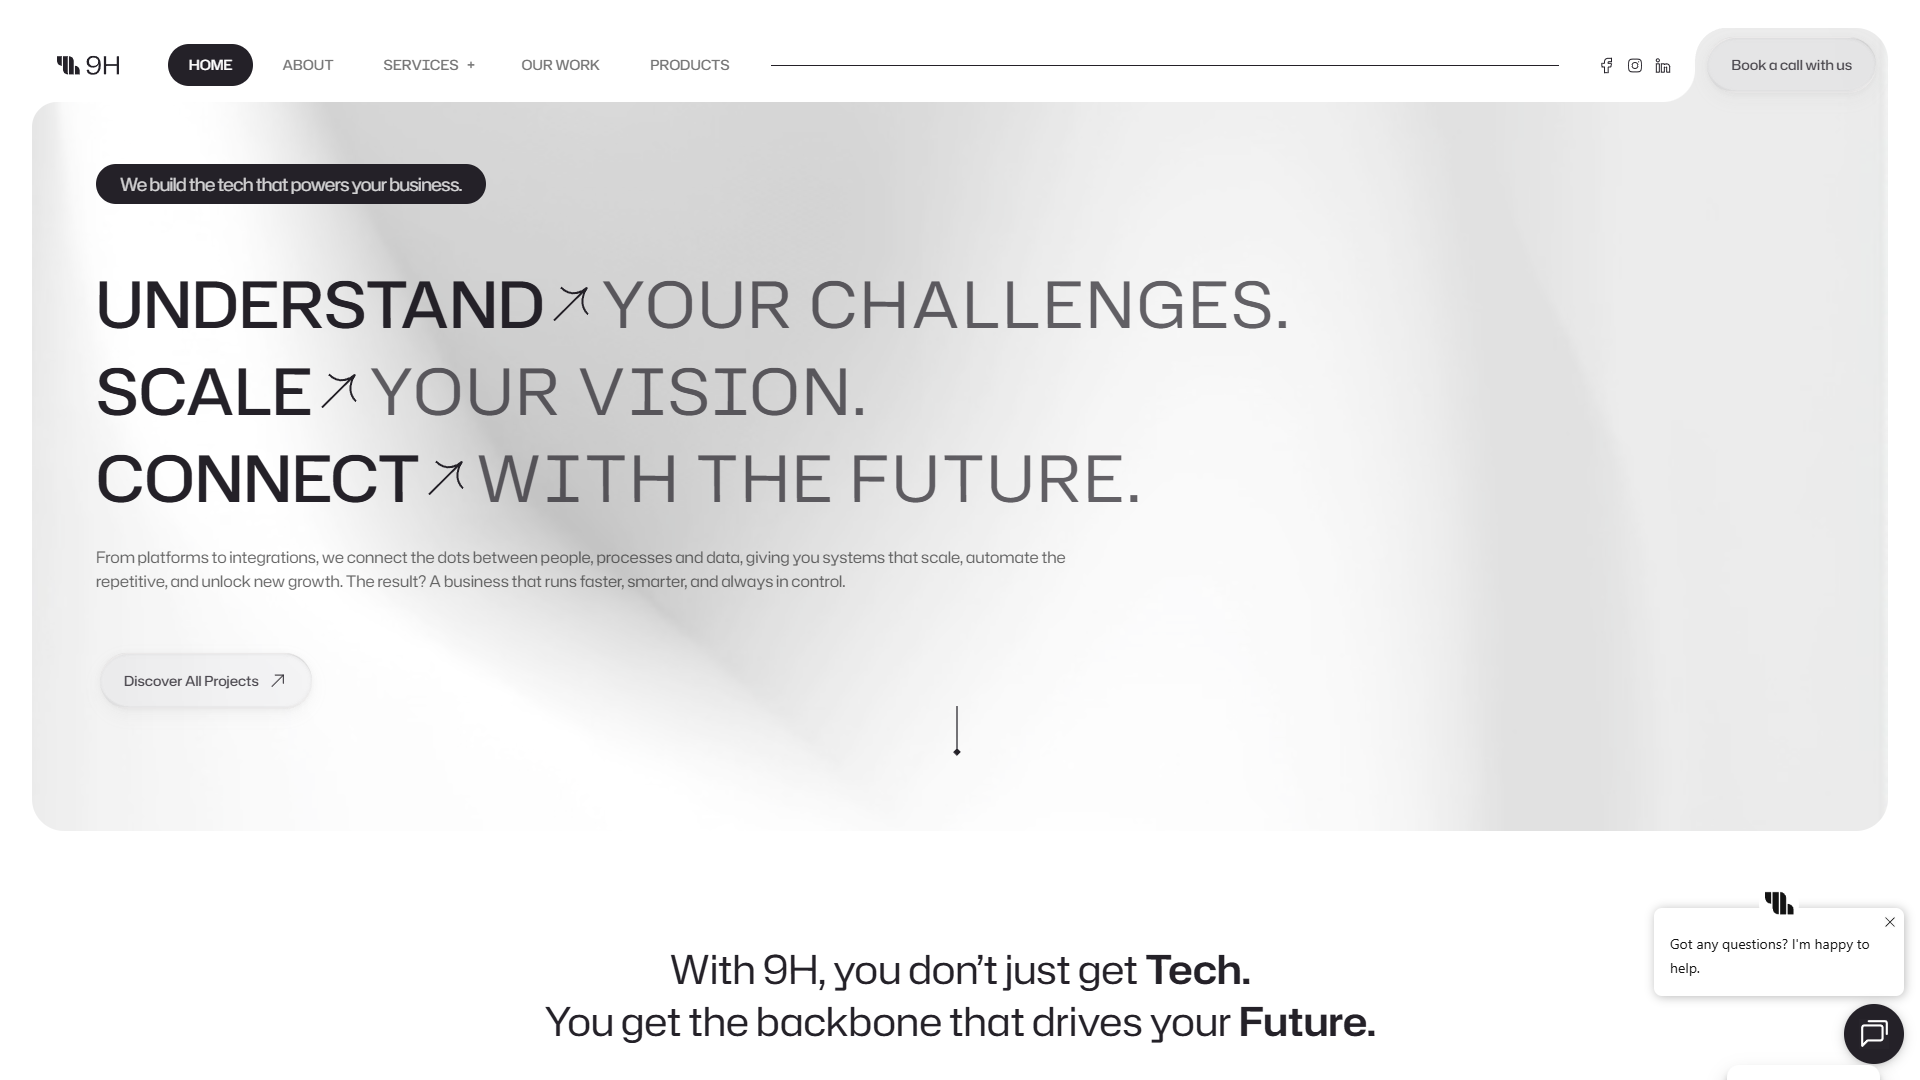 9H
HOME
ABOUT
SERVICES +
OUR WORK
PRODUCTS
Book a call with us
We build the tech that powers your business.
UNDERSTAND YOUR CHALLENGES.
SCALE YOUR VISION.
CONNECT WITH THE FUTURE.
From platforms to integrations, we connect the dots between people, processes and data, giving you systems that scale, automate the
repetitive, and unlock new growth. The result? A business that runs faster, smarter, and always in control.
Discover All Projects
With 9H, you don’t just get Tech.
You get the backbone that drives your Future.
Got any questions? I'm happy to
help.